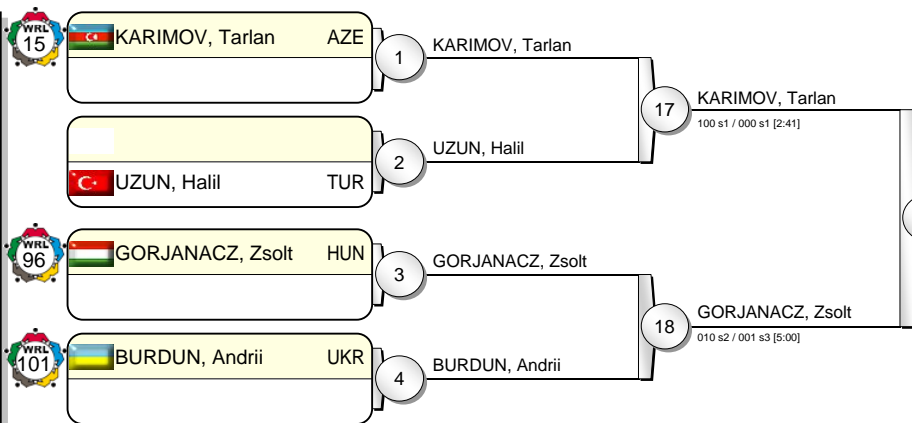 WRL
15
KARIMOV, Tarlan AZE
1
KARIMOV, Tarlan
17
KARIMOV, Tarlan
100 s1 / 000 s1 [2:41]
2
UZUN, Halil
UZUN, Halil TUR
WRL
96
GORJANACZ, Zsolt HUN
3
GORJANACZ, Zsolt
18
GORJANACZ, Zsolt
010 s2 / 001 s3 [5:00]
WRL
101
BURDUN, Andrii UKR
4
BURDUN, Andrii